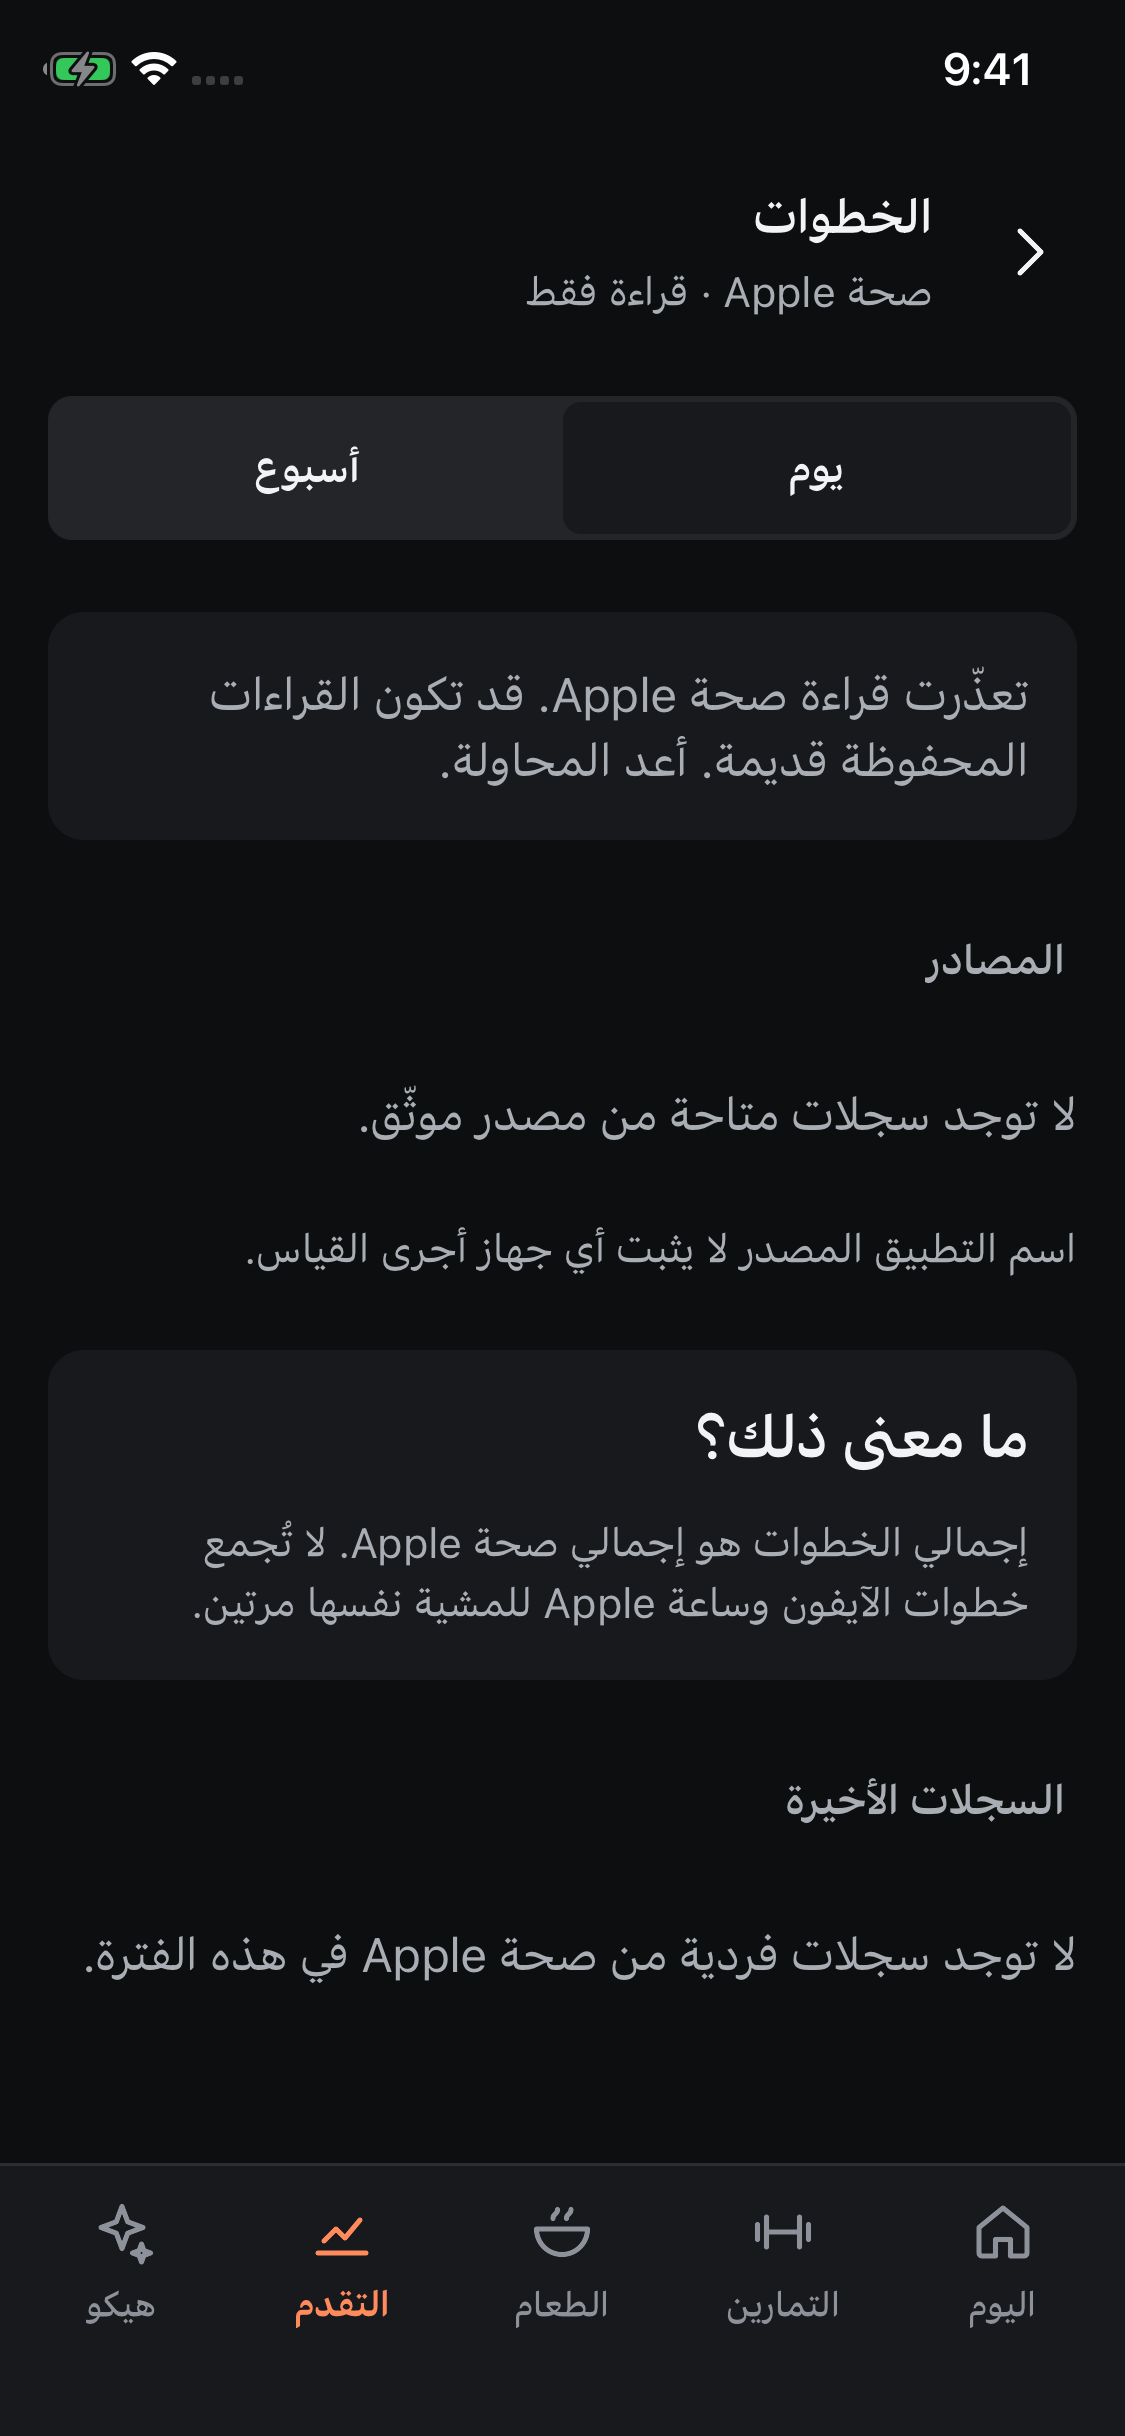 9:41
الخطوات
صحة Apple · قراءة فقط
يوم
أسبوع
تعذّرت قراءة صحة Apple. قد تكون القراءات
المحفوظة قديمة. أعد المحاولة.
المصادر
لا توجد سجلات متاحة من مصدر موثّق.
اسم التطبيق المصدر لا يثبت أي جهاز أجرى القياس.
ما معنى ذلك؟
إجمالي الخطوات هو إجمالي صحة Apple. لا تُجمع
خطوات الآيفون وساعة Apple للمشية نفسها مرتين.
السجلات الأخيرة
لا توجد سجلات فردية من صحة Apple في هذه الفترة.
اليوم
التمارين
الطعام
التقدم
هيكو